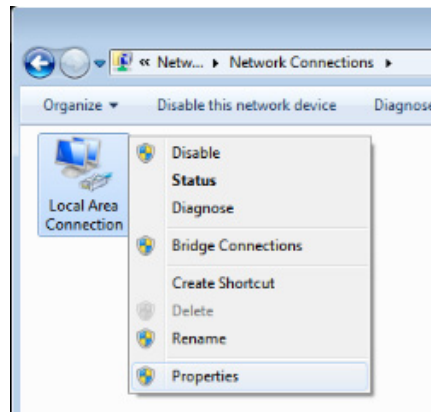 « Netw... ▸ Network Connections ▸
Organize ▾ Disable this network device Diagnose
Local Area
Connection
Disable
Status
Diagnose
Bridge Connections
Create Shortcut
Delete
Rename
Properties